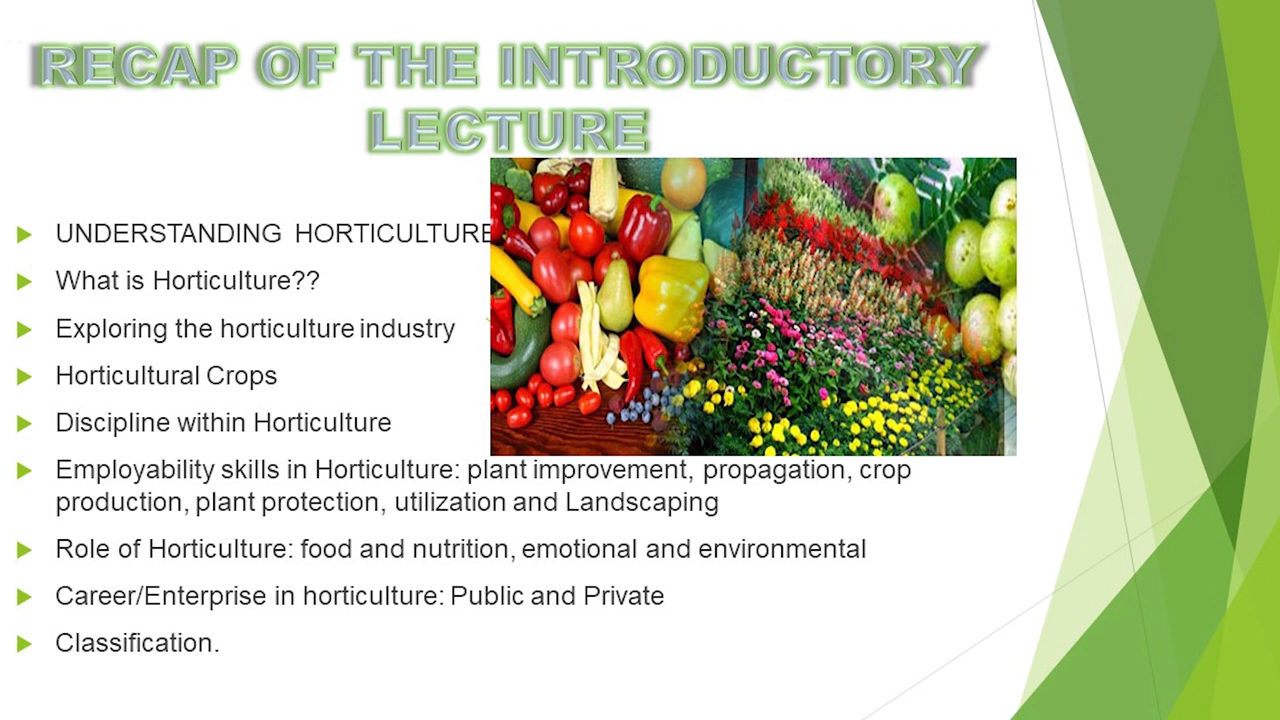 RECAP OF THE INTRODUCTORY
LECTURE
UNDERSTANDING HORTICULTURE
What is Horticulture??
Exploring the horticulture industry
Horticultural Crops
Discipline within Horticulture
Employability skills in Horticulture: plant improvement, propagation, crop
production, plant protection, utilization and Landscaping
Role of Horticulture: food and nutrition, emotional and environmental
Career/Enterprise in horticulture: Public and Private
Classification.